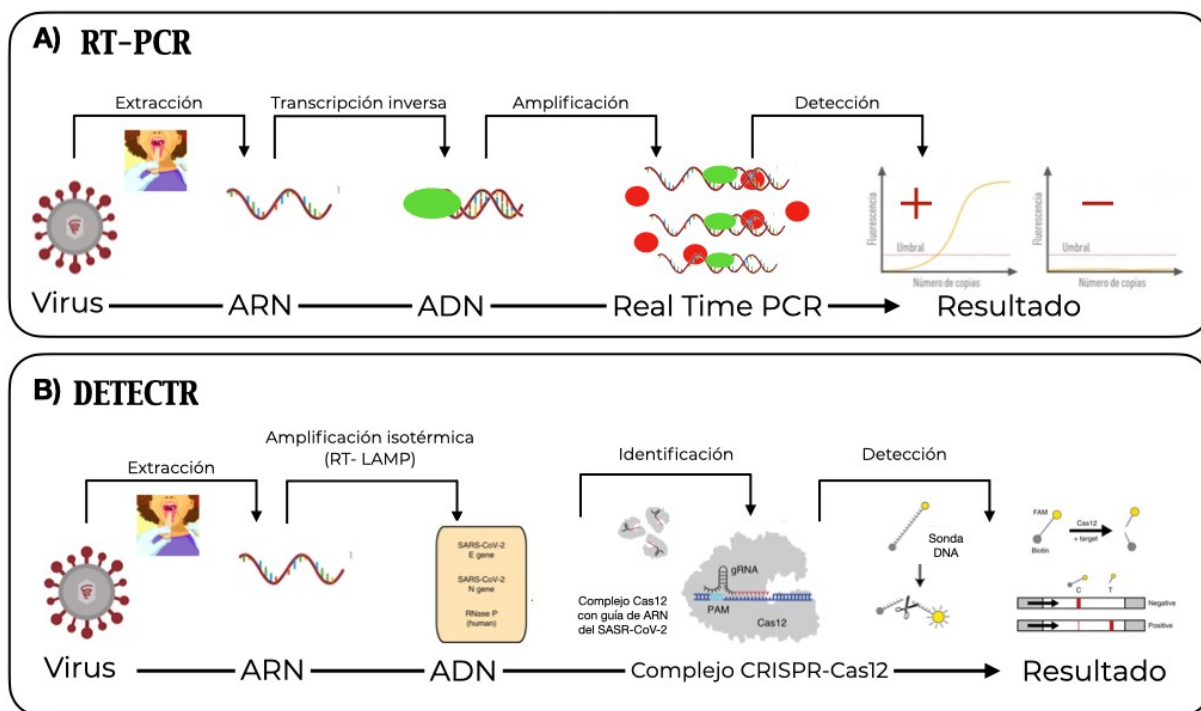 A) RT-PCR
Extracción
Transcripción inversa
Amplificación
Detección
Fluorescencia
Umbral
Número de copias
Fluorescencia
Umbral
Número de copias
Virus
ARN
ADN
Real Time PCR
Resultado
B) DETECTR
Extracción
Amplificación isotérmica
(RT- LAMP)
Identificación
Detección
SARS-CoV-2
E gene
SARS-CoV-2
N gene
RNase P
(human)
Complejo Cas12
con guía de ARN
del SASR-CoV-2
gRNA
PAM
Cas12
Sonda
DNA
FAM
Biotin
Cas12
+ target
C T
Negative
Positive
Virus
ARN
ADN
Complejo CRISPR-Cas12
Resultado